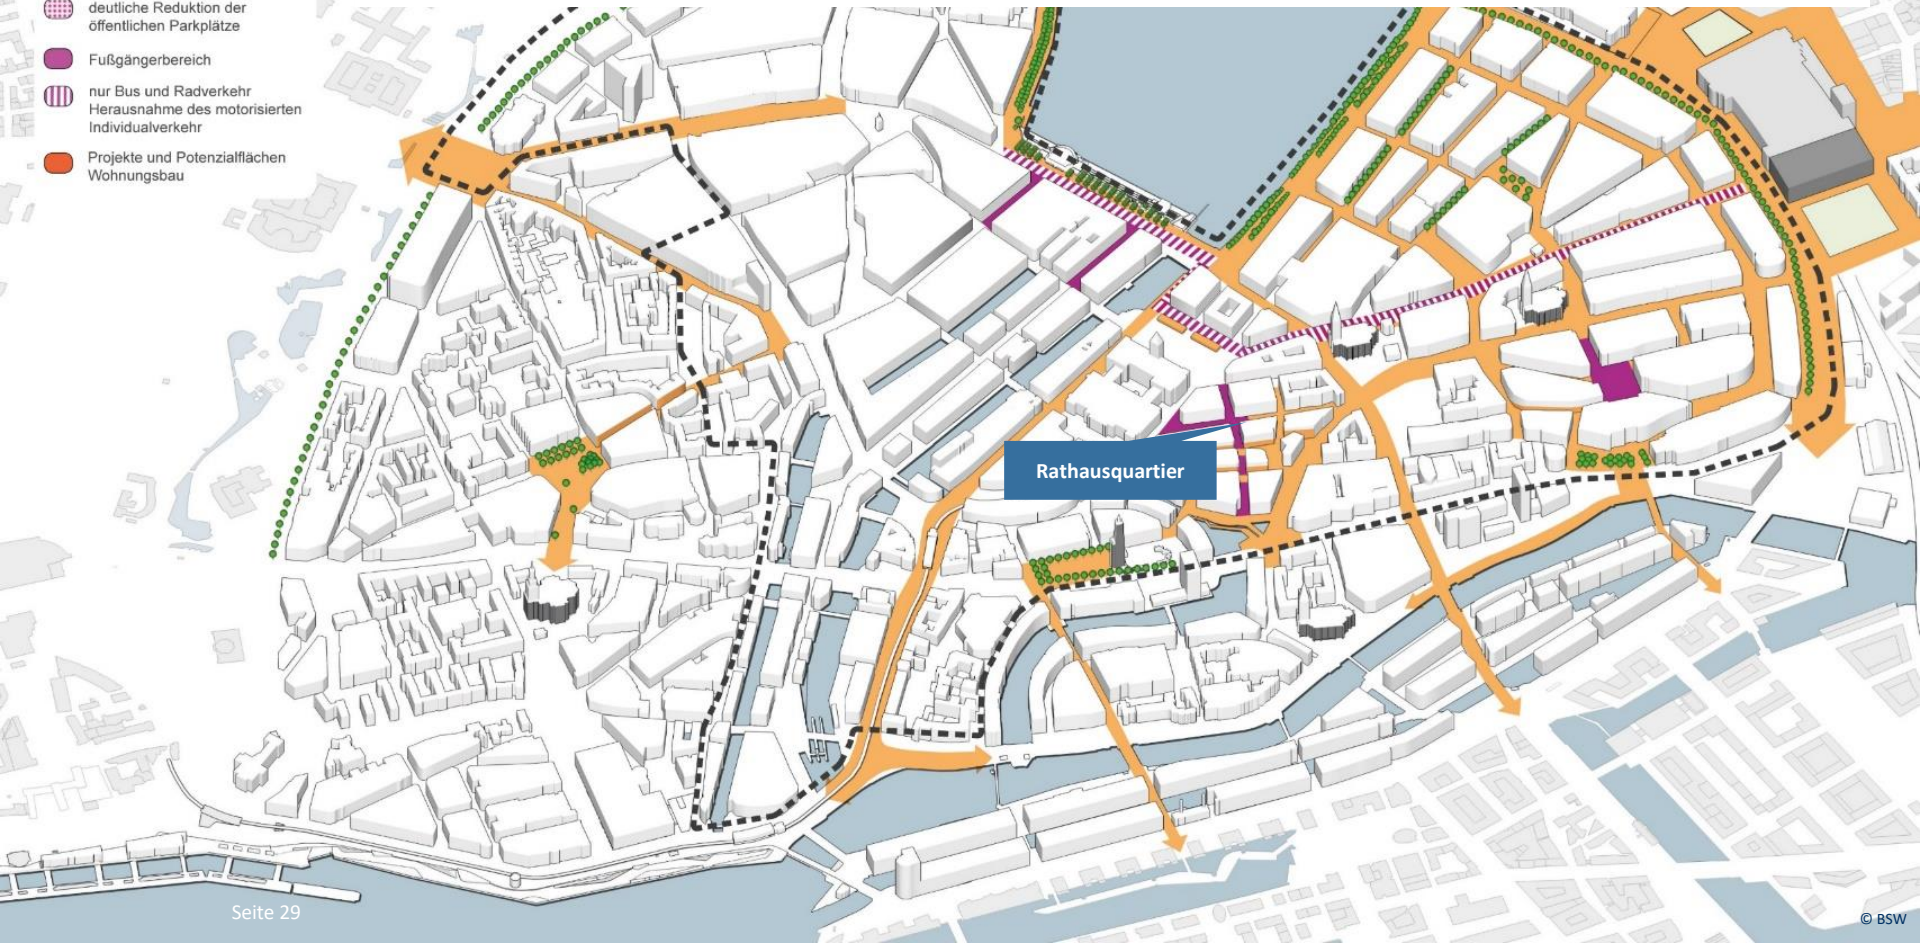 deutliche Reduktion der
öffentlichen Parkplätze
Fußgängerbereich
nur Bus und Radverkehr
Herausnahme des motorisierten
Individualverkehr
Projekte und Potenzialflächen
Wohnungsbau
Rathausquartier
Seite 29
© BSW